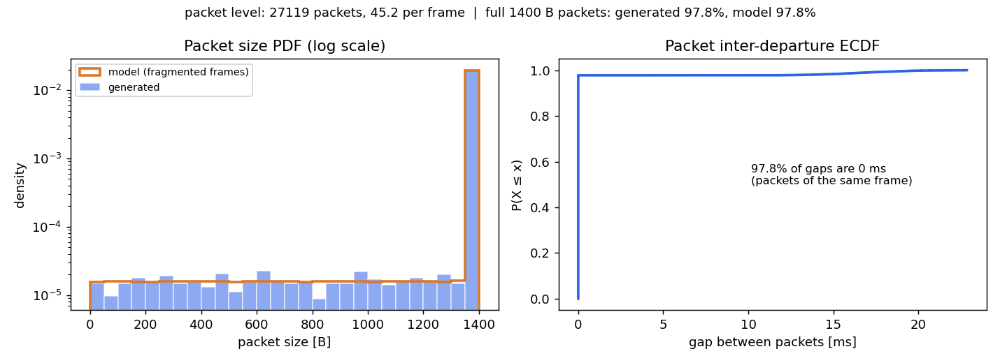 packet level: 27119 packets, 45.2 per frame | full 1400 B packets: generated 97.8%, model 97.8%
Packet size PDF (log scale)
model (fragmented frames)
generated
density
10⁻²
10⁻³
10⁻⁴
10⁻⁵
0 200 400 600 800 1000 1200 1400
packet size [B]
Packet inter-departure ECDF
P(X ≤ x)
1.0
0.8
0.6
0.4
0.2
0.0
97.8% of gaps are 0 ms
(packets of the same frame)
0 5 10 15 20
gap between packets [ms]